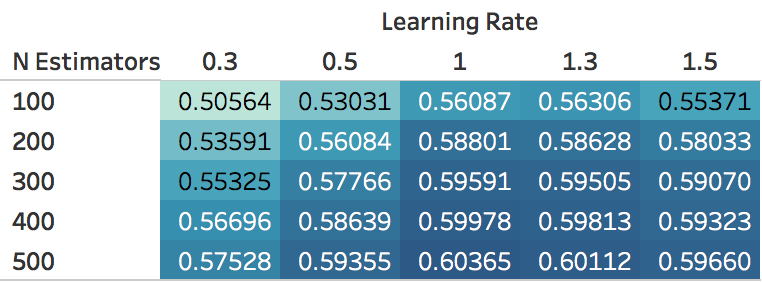 Learning Rate
N Estimators 0.3 0.5 1 1.3 1.5
100 0.50564 0.53031 0.56087 0.56306 0.55371
200 0.53591 0.56084 0.58801 0.58628 0.58033
300 0.55325 0.57766 0.59591 0.59505 0.59070
400 0.56696 0.58639 0.59978 0.59813 0.59323
500 0.57528 0.59355 0.60365 0.60112 0.59660